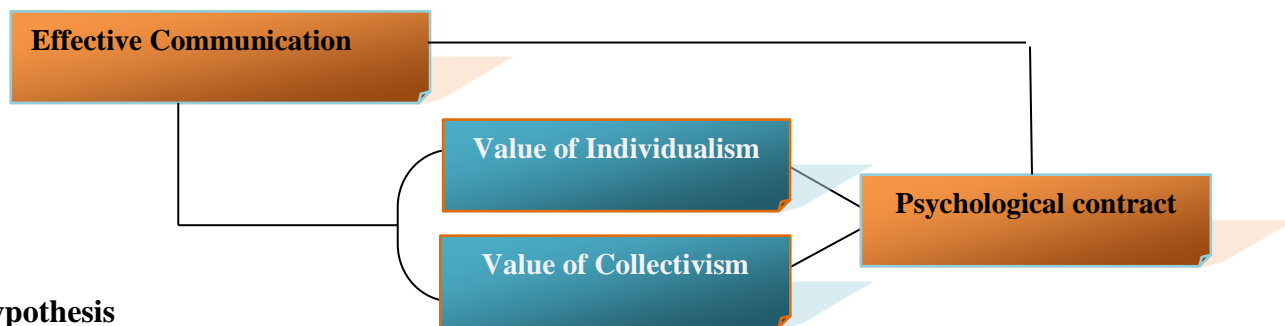 Effective Communication
Value of Individualism
Psychological contract
Value of Collectivism
ypothesis